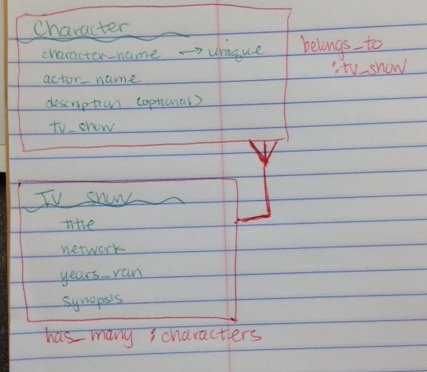 Character
character_name → unique
actor_name
description (optional)
tv_show
belongs_to
:tv_show
TV show
title
network
years_ran
synopsis
has_many :characters